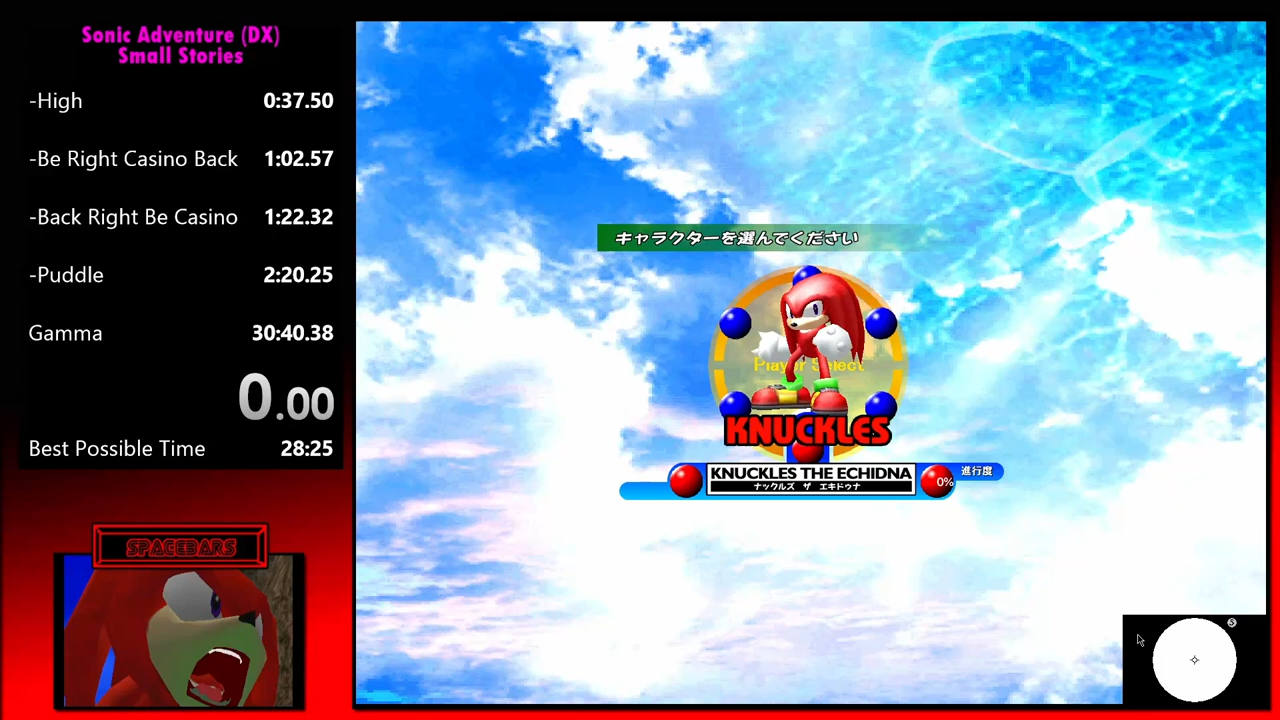 Sonic Adventure (DX)
Small Stories
-High 0:37.50
-Be Right Casino Back 1:02.57
-Back Right Be Casino 1:22.32
-Puddle 2:20.25
Gamma 30:40.38
0.00
Best Possible Time 28:25
SPACEBARS
キャラクターを選んでください
Player Select
KNUCKLES
KNUCKLES THE ECHIDNA
ナックルズ ザ エキドゥナ
0%
進行度